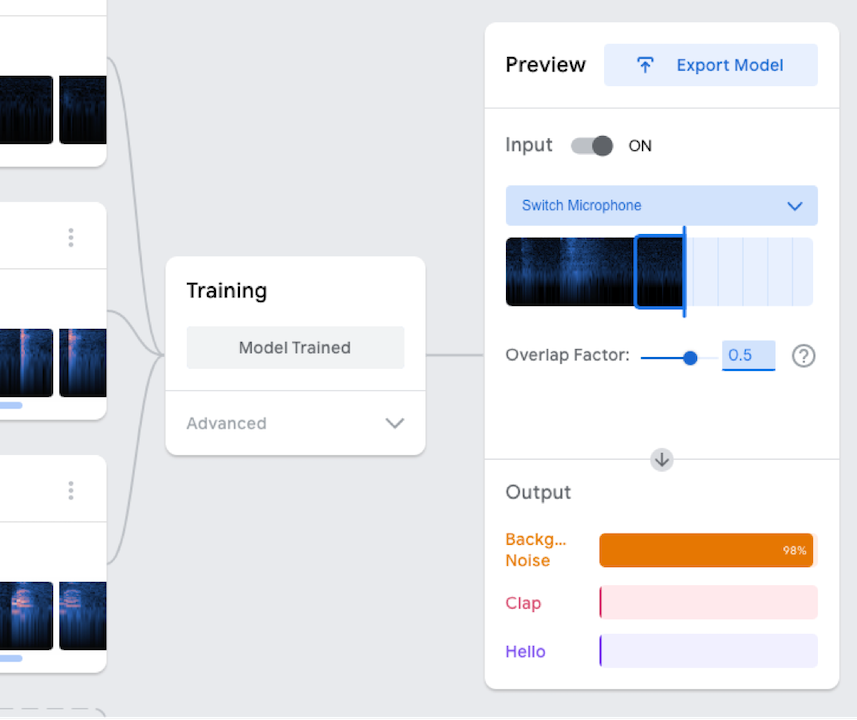 Preview
Export Model
Input
ON
Switch Microphone
Training
Model Trained
Overlap Factor:
0.5
Advanced
Output
Backg...
Noise
98%
Clap
Hello